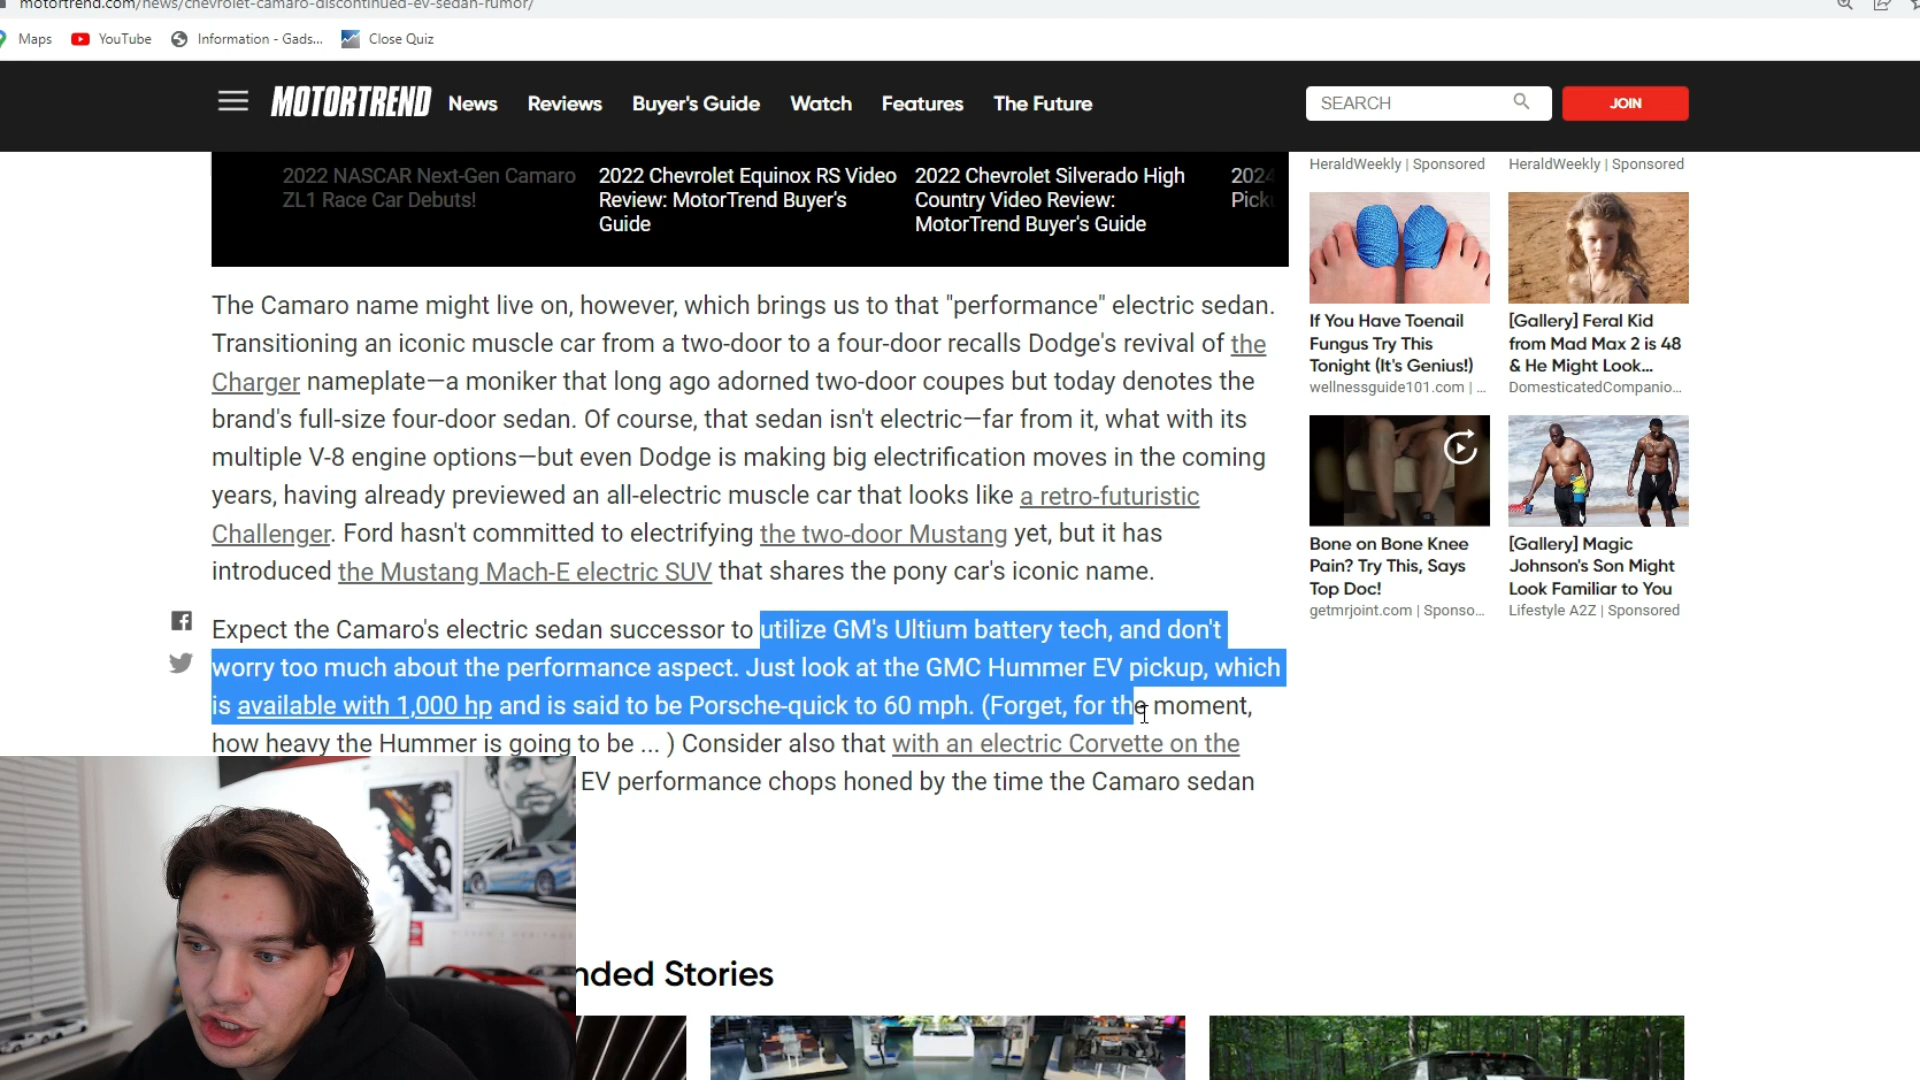 motortrend.com/news/chevrolet-camaro-discontinued-ev-sedan-rumor/
Maps
YouTube
Information - Gads...
Close Quiz
MOTORTREND
News
Reviews
Buyer's Guide
Watch
Features
The Future
SEARCH
JOIN
2022 NASCAR Next-Gen Camaro
ZL1 Race Car Debuts!
2022 Chevrolet Equinox RS Video
Review: MotorTrend Buyer's
Guide
2022 Chevrolet Silverado High
Country Video Review:
MotorTrend Buyer's Guide
2024
The Camaro name might live on, however, which brings us to that "performance" electric sedan.
Transitioning an iconic muscle car from a two-door to a four-door recalls Dodge's revival of the
Charger nameplate—a moniker that long ago adorned two-door coupes but today denotes the
brand's full-size four-door sedan. Of course, that sedan isn't electric—far from it, what with its
multiple V-8 engine options—but even Dodge is making big electrification moves in the coming
years, having already previewed an all-electric muscle car that looks like a retro-futuristic
Challenger. Ford hasn't committed to electrifying the two-door Mustang yet, but it has
introduced the Mustang Mach-E electric SUV that shares the pony car's iconic name.
Expect the Camaro's electric sedan successor to utilize GM's Ultium battery tech, and don't
worry too much about the performance aspect. Just look at the GMC Hummer EV pickup, which
is available with 1,000 hp and is said to be Porsche-quick to 60 mph. (Forget, for the moment,
how heavy the Hummer is going to be ... ) Consider also that with an electric Corvette on the
EV performance chops honed by the time the Camaro sedan
nded Stories
HeraldWeekly | Sponsored
HeraldWeekly | Sponsored
If You Have Toenail
Fungus Try This
Tonight (It's Genius!)
wellnessguide101.com | ...
[Gallery] Feral Kid
from Mad Max 2 is 48
& He Might Look...
DomesticatedCompanio...
Bone on Bone Knee
Pain? Try This, Says
Top Doc!
getmrjoint.com | Sponso...
[Gallery] Magic
Johnson's Son Might
Look Familiar to You
Lifestyle A2Z | Sponsored